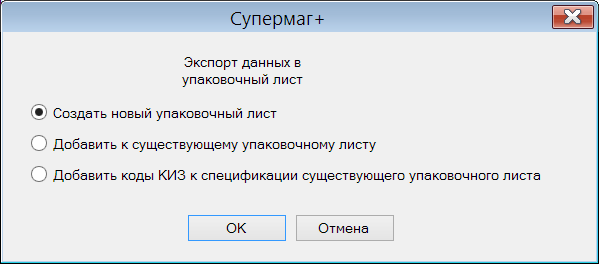 Супермаг+
Экспорт данных в
упаковочный лист
Создать новый упаковочный лист
Добавить к существующему упаковочному листу
Добавить коды КИЗ к спецификации существующего упаковочного листа
OK
Отмена